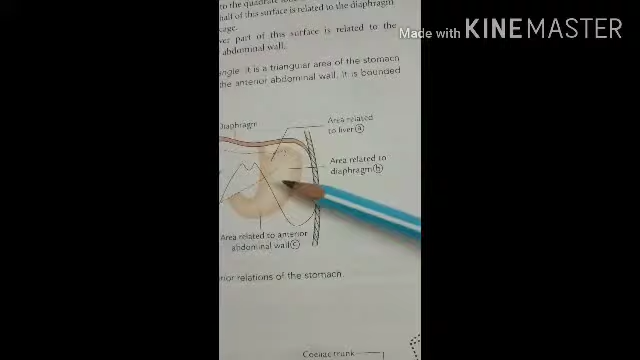 to the quadrate
half of this surface is related to the diaphragm
cage.
ver part of this surface is related to the
abdominal wall.
Made with KINEMASTER
angle. It is a triangular area of the stomach
the anterior abdominal wall. It is bounded
Diaphragm
Area related
to liver (a)
Area related to
diaphragm (b)
Area related to anterior
abdominal wall (c)
rior relations of the stomach.
Coeliac trunk